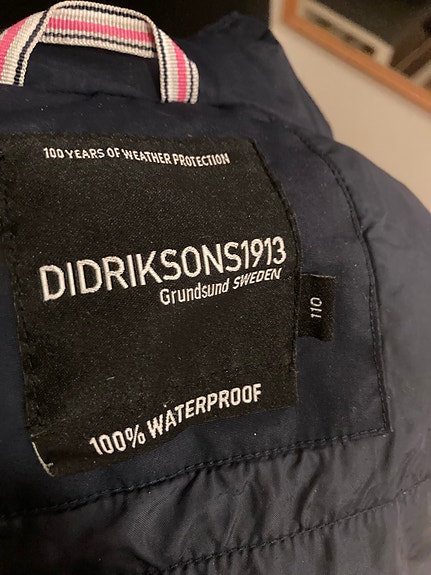 100 YEARS OF WEATHER PROTECTION
DIDRIKSONS1913
Grundsund SWEDEN
110
100% WATERPROOF